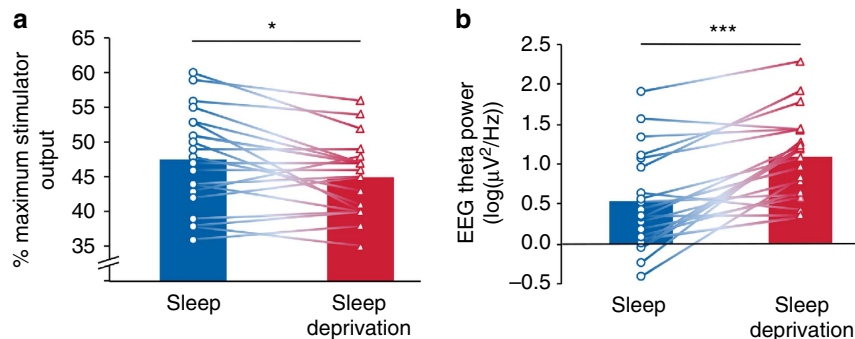 a
*
65
60
55
50
45
40
35
% maximum stimulator
output
Sleep
Sleep
deprivation
b
***
2.5
2.0
1.5
1.0
0.5
0.0
−0.5
EEG theta power
(log(μV²/Hz))
Sleep
Sleep
deprivation